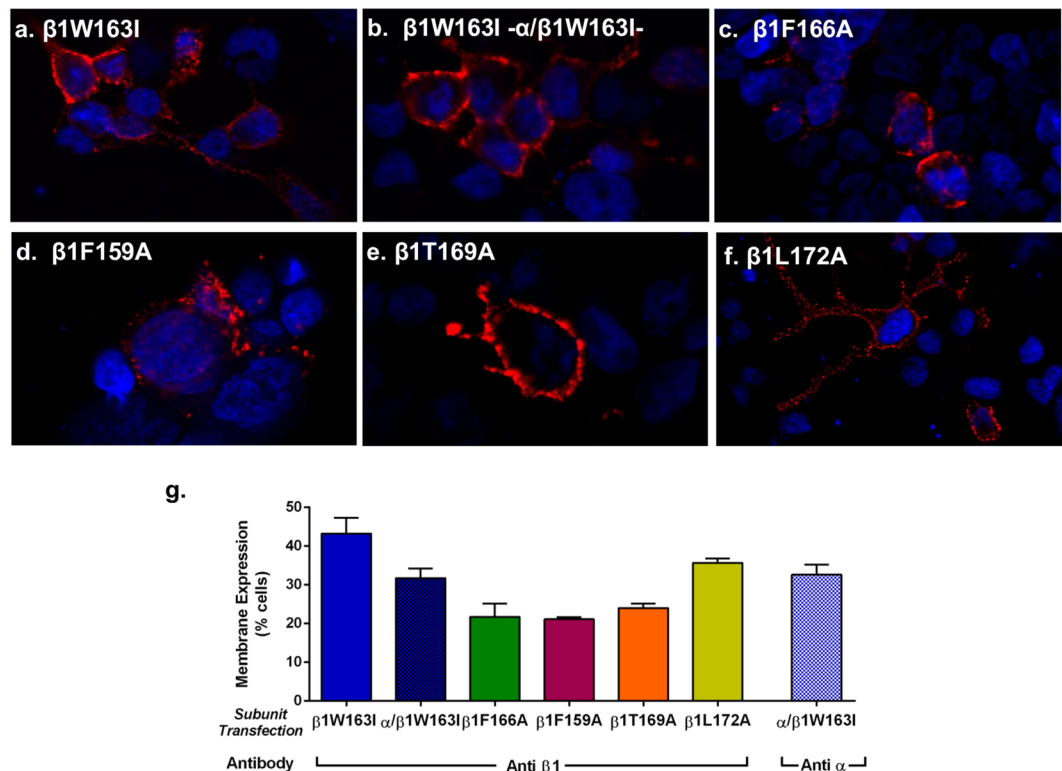 a. β1W163I
b. β1W163I -α/β1W163I-
c. β1F166A
d. β1F159A
e. β1T169A
f. β1L172A
g.
Membrane Expression
(% cells)
50
40
30
20
10
0
Subunit
Transfection
β1W163I α/β1W163I β1F166A β1F159A β1T169A β1L172A α/β1W163I
Antibody
Anti β1
Anti α